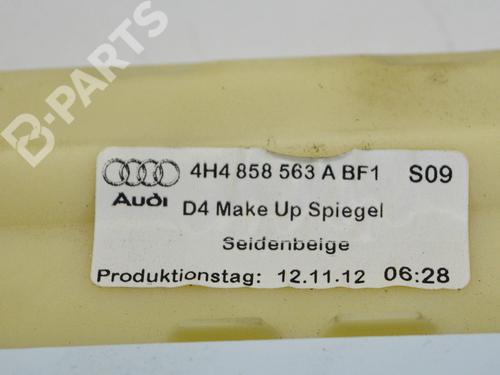 B-PARTS
4H4 858 563 A BF1 S09
Audi D4 Make Up Spiegel
Seidenbeige
Produktionstag: 12.11.12 06:28